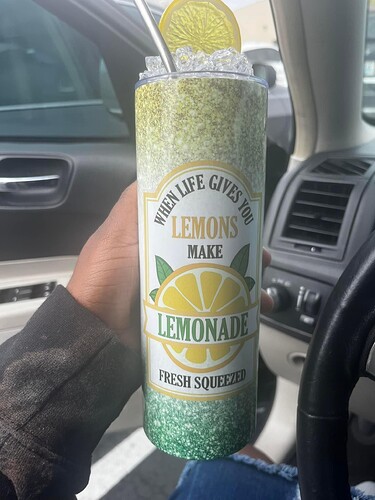 WHEN LIFE GIVES YOU
LEMONS
MAKE
LEMONADE
FRESH SQUEEZED